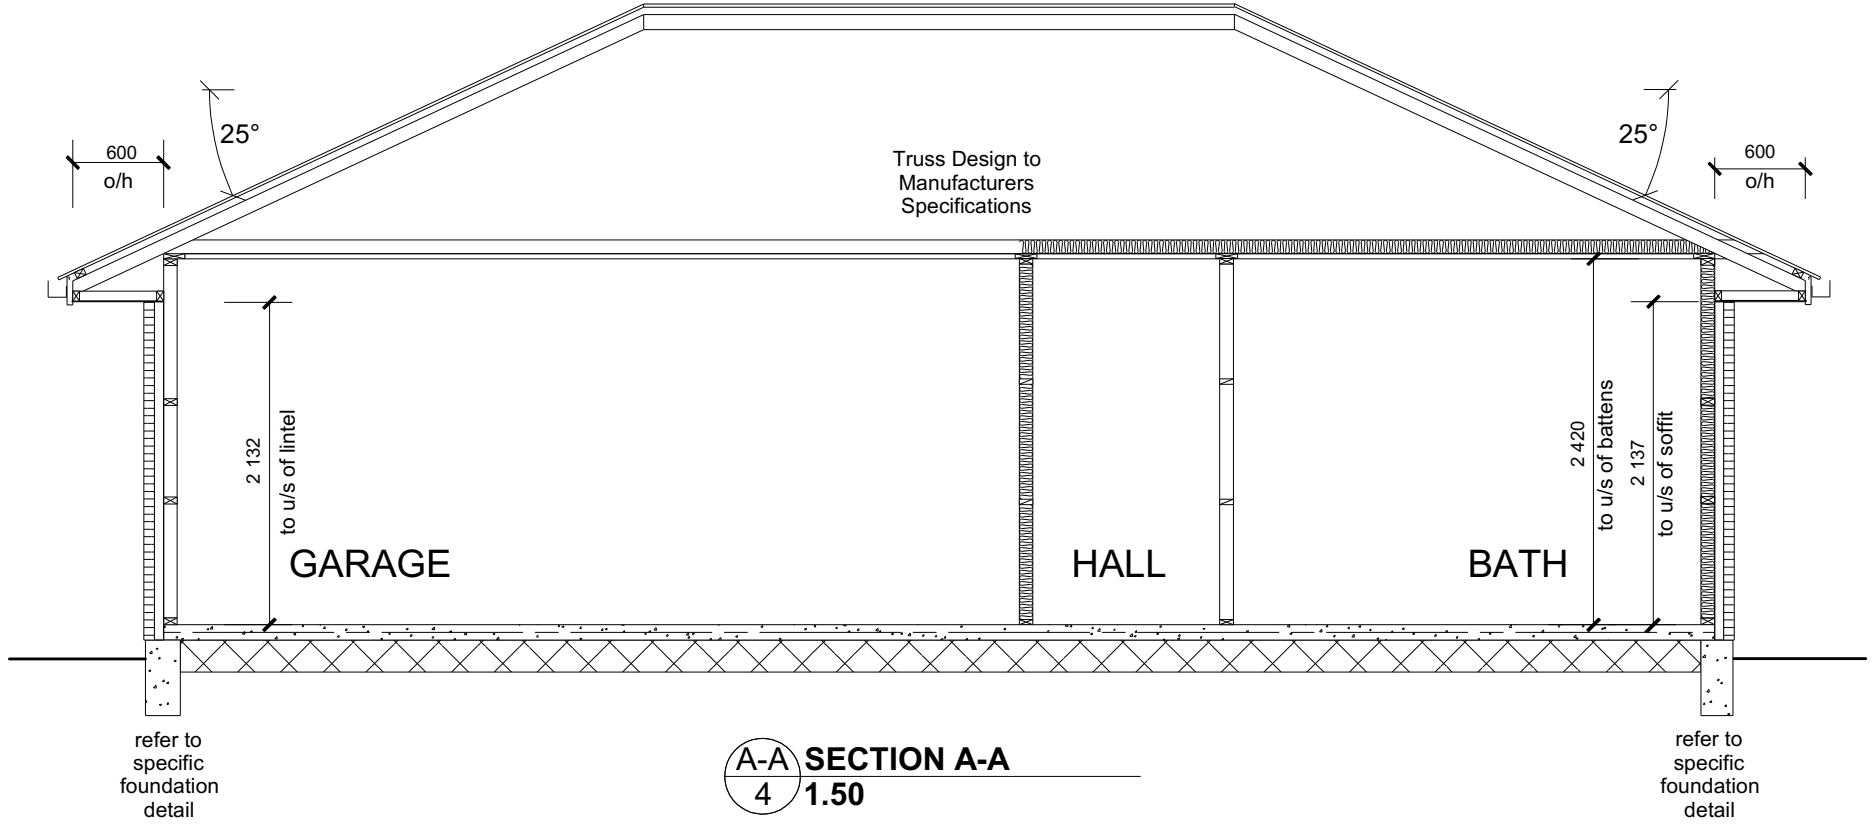 25°
25°
600
o/h
600
o/h
Truss Design to
Manufacturers
Specifications
2 132
to u/s of lintel
2 420
to u/s of battens
2 137
to u/s of soffit
GARAGE
HALL
BATH
refer to
specific
foundation
detail
A-A
4
SECTION A-A
1.50
refer to
specific
foundation
detail